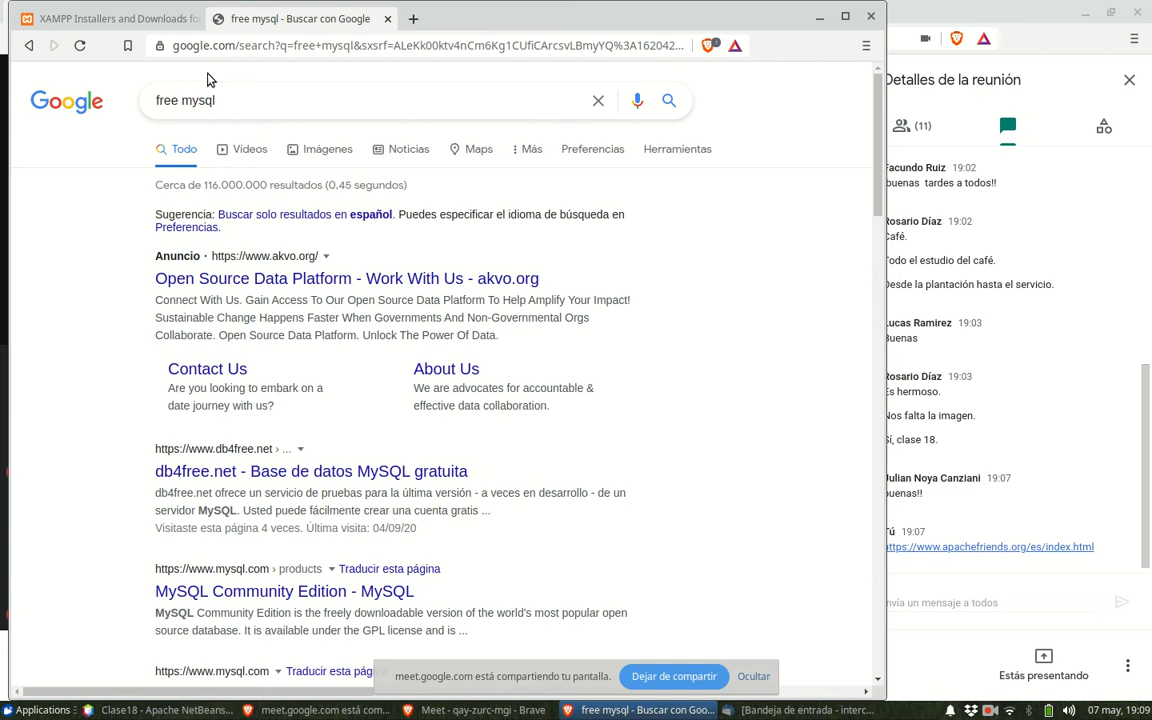 XAMPP Installers and Downloads fo
free mysql - Buscar con Google
google.com/search?q=free+mysql&sxsrf=ALeKk00ktv4nCm6Kg1CUfiCArcsvLBmyYQ%3A162042...
Google
free mysql
Todo
Vídeos
Imágenes
Noticias
Maps
Más
Preferencias
Herramientas
Cerca de 116.000.000 resultados (0,45 segundos)
Sugerencia: Buscar solo resultados en español. Puedes especificar el idioma de búsqueda en
Preferencias.
Anuncio · https://www.akvo.org/
Open Source Data Platform - Work With Us - akvo.org
Connect With Us. Gain Access To Our Open Source Data Platform To Help Amplify Your Impact!
Sustainable Change Happens Faster When Governments And Non-Governmental Orgs
Collaborate. Open Source Data Platform. Unlock The Power Of Data.
Contact Us
Are you looking to embark on a
date journey with us?
About Us
We are advocates for accountable &
effective data collaboration.
https://www.db4free.net › ...
db4free.net - Base de datos MySQL gratuita
db4free.net ofrece un servicio de pruebas para la última versión - a veces en desarrollo - de un
servidor MySQL. Usted puede fácilmente crear una cuenta gratis ...
Visitaste esta página 4 veces. Última visita: 04/09/20
https://www.mysql.com › products Traducir esta página
MySQL Community Edition - MySQL
MySQL Community Edition is the freely downloadable version of the world's most popular open
source database. It is available under the GPL license and is ...
https://www.mysql.com Traducir esta pág
meet.google.com está compartiendo tu pantalla.
Dejar de compartir
Ocultar
Detalles de la reunión
(11)
Facundo Ruiz 19:02
buenas tardes a todos!!
Rosario Díaz 19:02
Café.
Todo el estudio del café.
Desde la plantación hasta el servicio.
Lucas Ramirez 19:03
Buenas
Rosario Díaz 19:03
Es hermoso.
Nos falta la imagen.
Sí, clase 18.
Julian Noya Canziani 19:07
buenas!!
Tú 19:07
https://www.apachefriends.org/es/index.html
Envía un mensaje a todos
Estás presentando
Applications
Clase18 - Apache NetBeans...
meet.google.com está com...
Meet - qay-zurc-mgi - Brave
free mysql - Buscar con Goo...
[Bandeja de entrada - interc...
07 may, 19:09